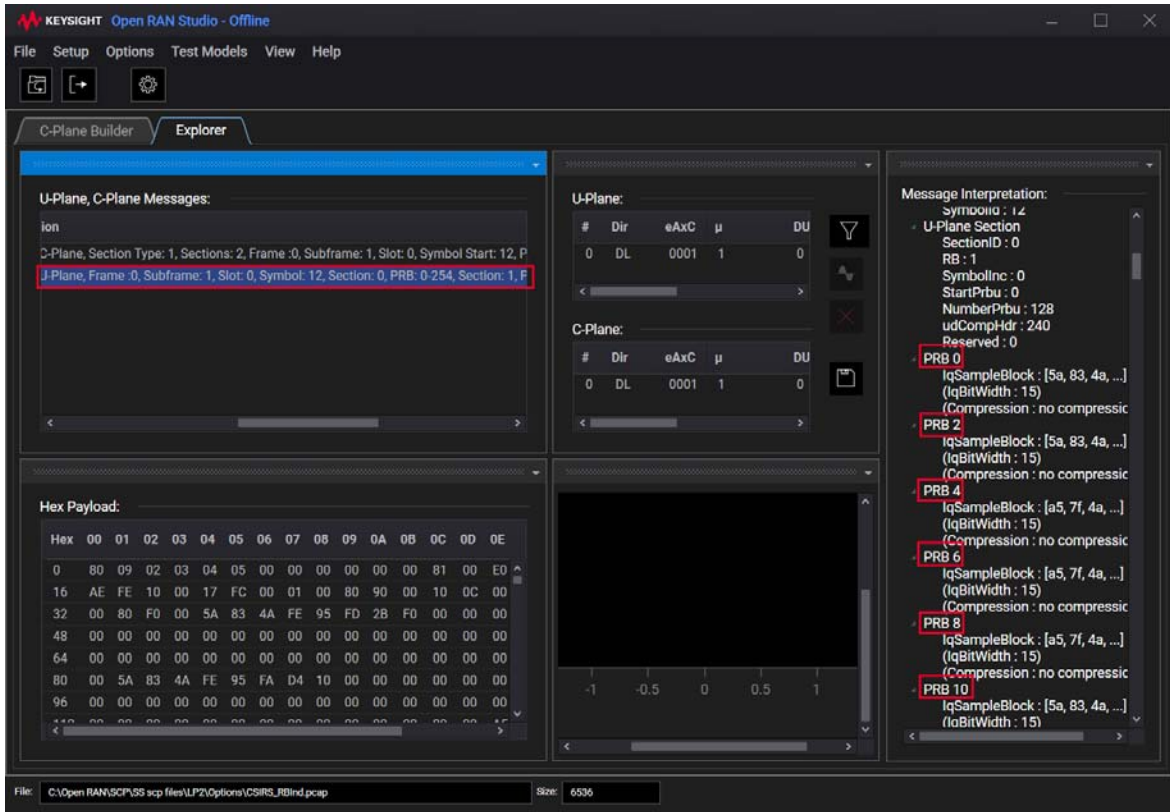 KEYSIGHT Open RAN Studio - Offline
File Setup Options Test Models View Help
C-Plane Builder Explorer
U-Plane, C-Plane Messages:
ion
C-Plane, Section Type: 1, Sections: 2, Frame :0, Subframe: 1, Slot: 0, Symbol Start: 12, P
U-Plane, Frame :0, Subframe: 1, Slot: 0, Symbol: 12, Section: 0, PRB: 0-254, Section: 1, P
U-Plane:
# Dir eAxC µ DU
0 DL 0001 1 0
C-Plane:
# Dir eAxC µ DU
0 DL 0001 1 0
Hex Payload:
Hex 00 01 02 03 04 05 06 07 08 09 0A 0B 0C 0D 0E
0 80 09 02 03 04 05 00 00 00 00 00 00 81 00 E0
16 AE FE 10 00 17 FC 00 01 00 80 90 00 10 0C 00
32 00 80 F0 00 5A 83 4A FE 95 FD 2B F0 00 00 00
48 00 00 00 00 00 00 00 00 00 00 00 00 00 00 00
64 00 00 00 00 00 00 00 00 00 00 00 00 00 00 00
80 00 5A 83 4A FE 95 FA D4 10 00 00 00 00 00 00
96 00 00 00 00 00 00 00 00 00 00 00 00 00 00 00
-1 -0.5 0 0.5 1
Message Interpretation:
SymbolId : 12
U-Plane Section
SectionID : 0
RB : 1
SymbolInc : 0
StartPrbu : 0
NumberPrbu : 128
udCompHdr : 240
Reserved : 0
PRB 0
IqSampleBlock : [5a, 83, 4a, ...]
(IqBitWidth : 15)
(Compression : no compressic
PRB 2
IqSampleBlock : [5a, 83, 4a, ...]
(IqBitWidth : 15)
(Compression : no compressic
PRB 4
IqSampleBlock : [a5, 7f, 4a, ...]
(IqBitWidth : 15)
(Compression : no compressic
PRB 6
IqSampleBlock : [a5, 7f, 4a, ...]
(IqBitWidth : 15)
(Compression : no compressic
PRB 8
IqSampleBlock : [a5, 7f, 4a, ...]
(IqBitWidth : 15)
(Compression : no compressic
PRB 10
IqSampleBlock : [5a, 83, 4a, ...]
(IqBitWidth : 15)
File: C:\Open RAN\SCP\SS scp files\LP2\Options\CSIRS_RBInd.pcap Size: 6536